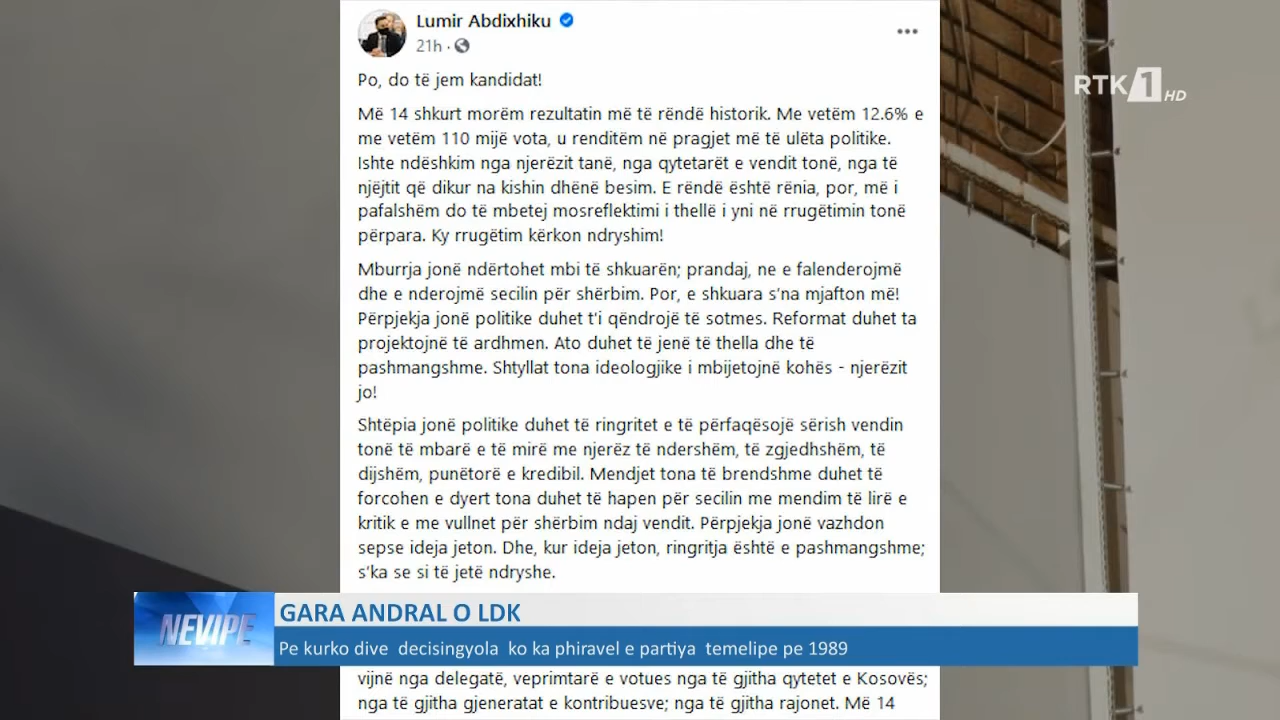 Lumir Abdixhiku
21h
Po, do të jem kandidat!
Më 14 shkurt morëm rezultatin më të rëndë historik. Me vetëm 12.6% e
me vetëm 110 mijë vota, u renditëm në pragjet më të ulëta politike.
Ishte ndëshkim nga njerëzit tanë, nga qytetarët e vendit tonë, nga të
njëjtit që dikur na kishin dhënë besim. E rëndë është rënia, por, më i
pafalshëm do të mbetej mosreflektimi i thellë i yni në rrugëtimin tonë
përpara. Ky rrugëtim kërkon ndryshim!
Mburrja jonë ndërtohet mbi të shkuarën; prandaj, ne e falenderojmë
dhe e nderojmë secilin për shërbim. Por, e shkuara s'na mjafton më!
Përpjekja jonë politike duhet t'i qëndrojë të sotmes. Reformat duhet ta
projektojnë të ardhmen. Ato duhet të jenë të thella dhe të
pashmangshme. Shtyllat tona ideologjike i mbijetojnë kohës - njerëzit
jo!
Shtëpia jonë politike duhet të ringritet e të përfaqësojë sërish vendin
tonë të mbarë e të mirë me njerëz të ndershëm, të zgjedhshëm, të
dijshëm, punëtorë e kredibil. Mendjet tona të brendshme duhet të
forcohen e dyert tona duhet të hapen për secilin me mendim të lirë e
kritik e me vullnet për shërbim ndaj vendit. Përpjekja jonë vazhdon
sepse ideja jeton. Dhe, kur ideja jeton, ringritja është e pashmangshme;
s'ka se si të jetë ndryshe.
vijnë nga delegatë, veprimtarë e votues nga të gjitha qytetet e Kosovës;
nga të gjitha gjeneratat e kontribuesve; nga të gjitha rajonet. Më 14
RTK 1 HD
NEVIPE
GARA ANDRAL O LDK
Pe kurko dive decisingyola ko ka phiravel e partiya temelipe pe 1989